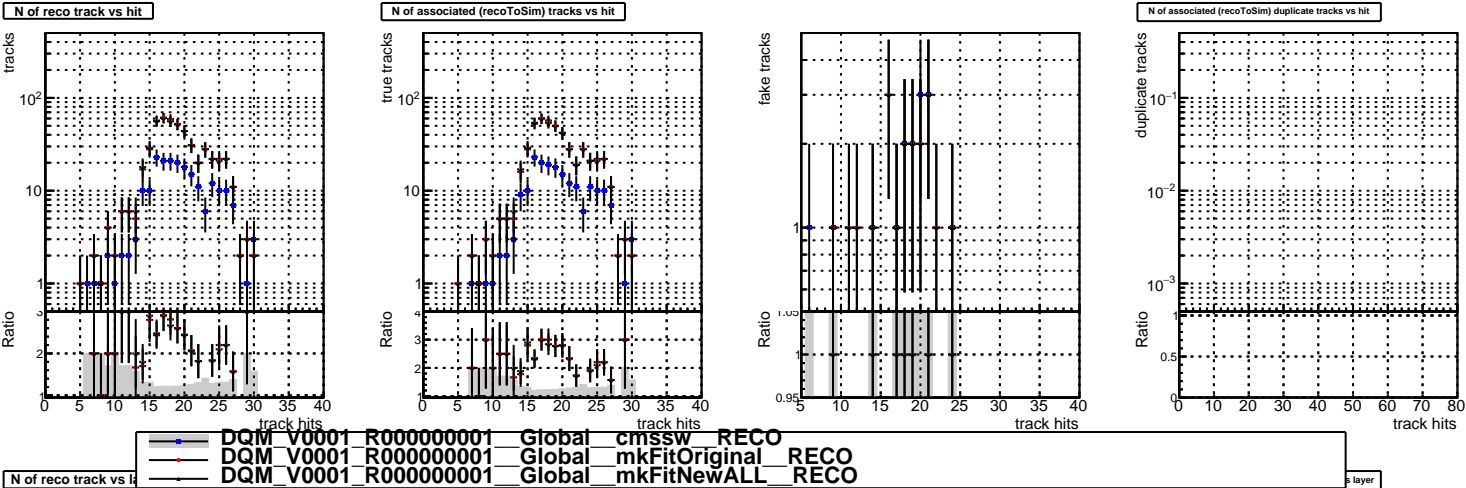 N of reco track vs hit
N of associated (recoToSim) tracks vs hit
N of associated (recoToSim) duplicate tracks vs hit
tracks
10²
10
1
Ratio
3
2
1
0 5 10 15 20 25 30 35 40
track hits
true tracks
10²
10
1
Ratio
4
3
2
1
0 5 10 15 20 25 30 35 40
track hits
fake tracks
1
Ratio
1.05
1
0.95
5 10 15 20 25 30 35 40
track hits
duplicate tracks
10⁻¹
10⁻²
10⁻³
Ratio
1
0.5
0
0 10 20 30 40 50 60 70 80
track hits
DQM_V0001_R000000001__Global__cmssw__RECO
DQM_V0001_R000000001__Global__mkFitOriginal__RECO
DQM_V0001_R000000001__Global__mkFitNewALL__RECO
N of reco track vs la
s layer